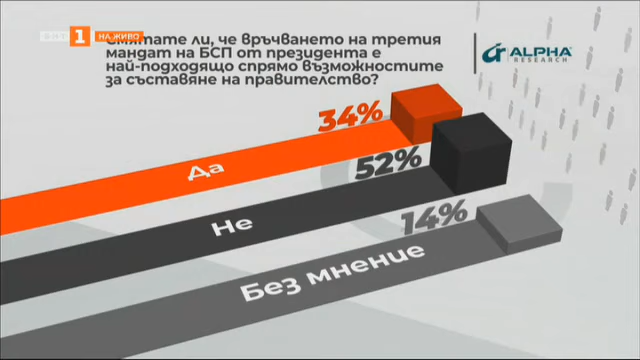 БНТ 1 НА ЖИВО
Смятате ли, че връчването на третия
мандат на БСП от президента е
най-подходящо спрямо възможностите
за съставяне на правителство?
ALPHA
RESEARCH
34%
Да
52%
Не
14%
Без мнение